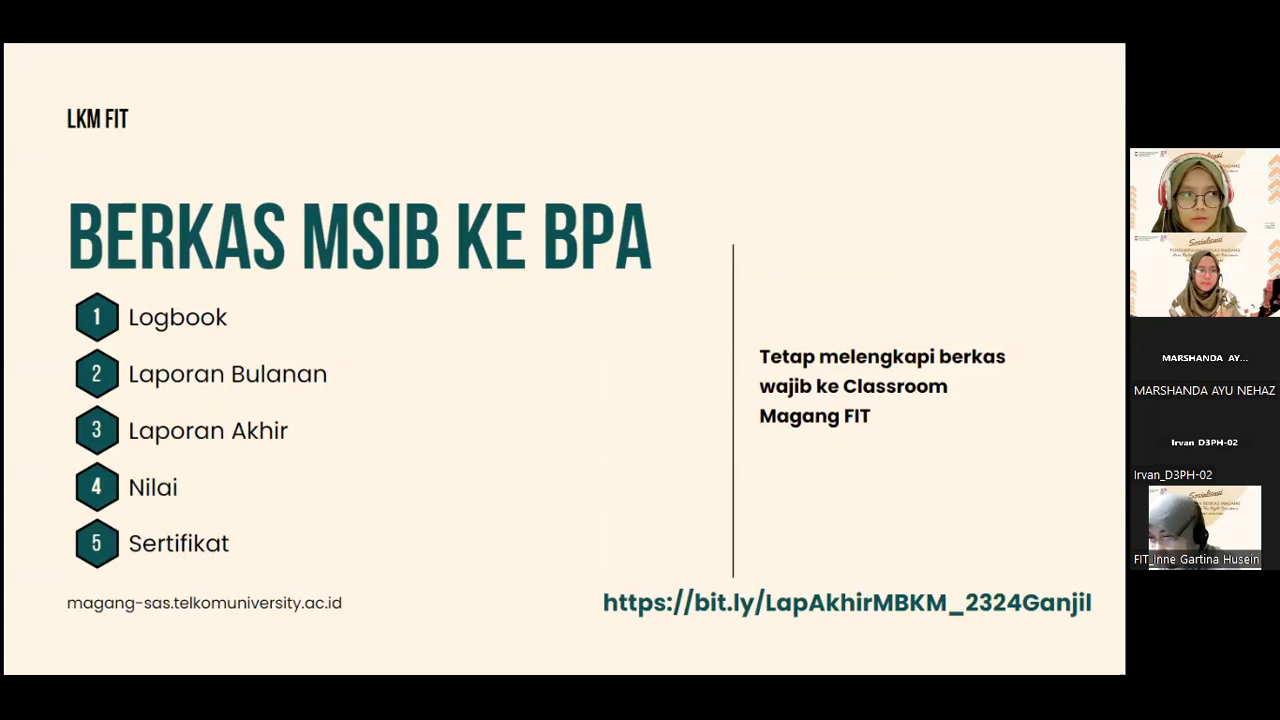 LKM FIT
BERKAS MSIB KE BPA
1 Logbook
2 Laporan Bulanan
3 Laporan Akhir
4 Nilai
5 Sertifikat
magang-sas.telkomuniversity.ac.id
Tetap melengkapi berkas
wajib ke Classroom
Magang FIT
https://bit.ly/LapAkhirMBKM_2324Ganjil
Sosialisasi
MARSHANDA AY...
MARSHANDA AYU NEHAZ
Irvan D3PH-02
Irvan_D3PH-02
Sosialisasi
FIT_Inne Gartina Husein